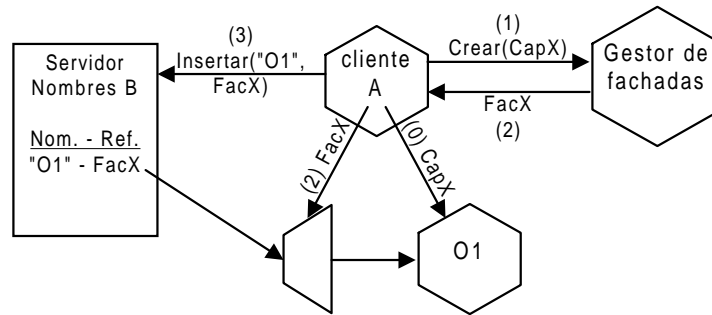 (3)
Insertar("O1",
FacX)
Servidor
Nombres B
Nom. - Ref.
"O1" - FacX
cliente
A
(1)
Crear(CapX)
FacX
(2)
Gestor de
fachadas
(2) FacX
(0) CapX
O1